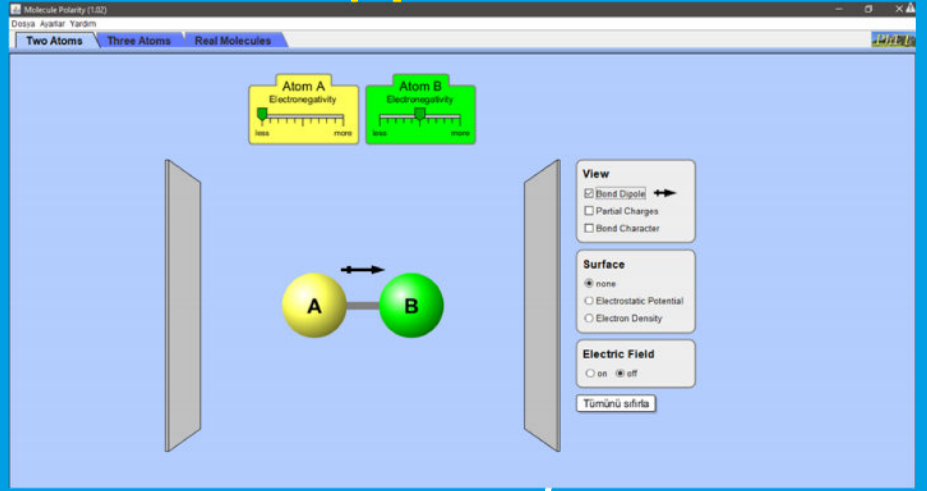 Molecule Polarity (1.02)
Dosya Ayarlar Yardım
Two Atoms Three Atoms Real Molecules
Atom A Atom B
Electronegativity Electronegativity
less more less more
View
Bond Dipole
Partial Charges
Bond Character
A B
Surface
none
Electrostatic Potential
Electron Density
Electric Field
on off
Tümünü sıfırla